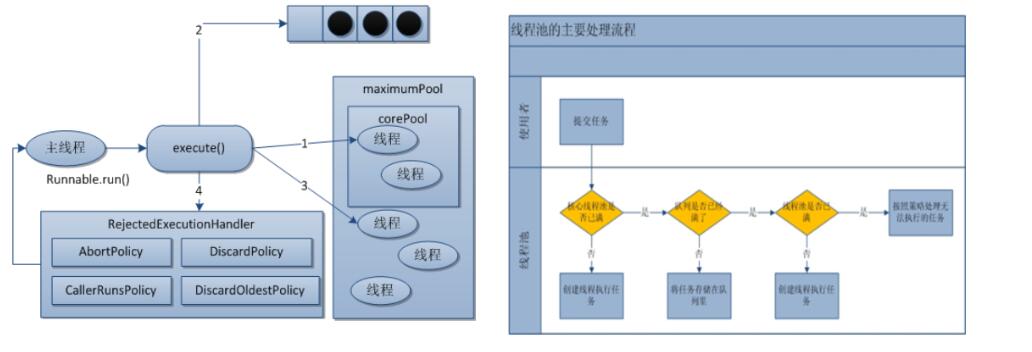 2
maximumPool
corePool
线程
线程
主线程
execute()
1
3
Runnable.run()
4
RejectedExecutionHandler
AbortPolicy
DiscardPolicy
CallerRunsPolicy
DiscardOldestPolicy
线程
线程
线程
线程池的主要处理流程
使用者
提交任务
线程池
核心线程池是
否已满
是
队列是否已经
满了
是
线程池是否已
满
是
按照策略处理无
法执行的任务
否
否
否
创建线程执行任
务
将任务存储在队
列里
创建线程执行任
务